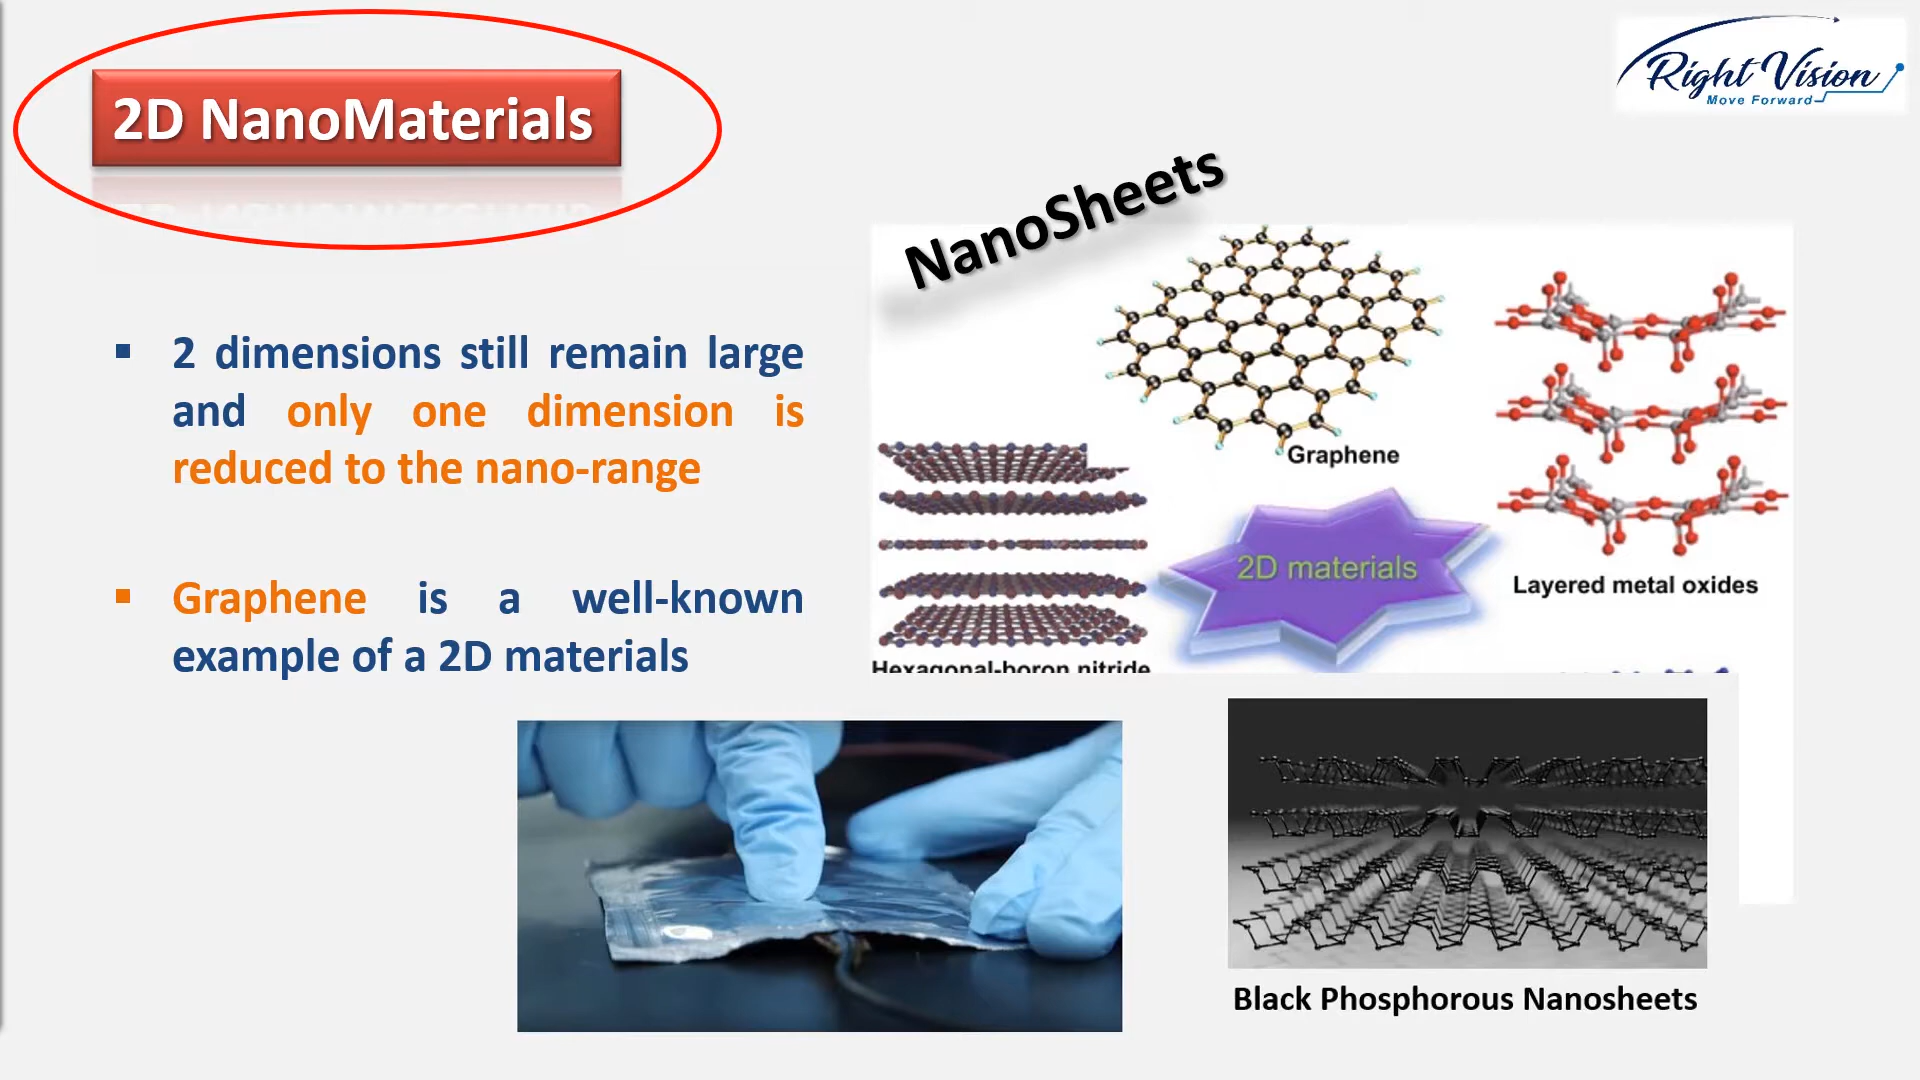 2D NanoMaterials
Right Vision
Move Forward
NanoSheets
▪ 2 dimensions still remain large
and only one dimension is
reduced to the nano-range
▪ Graphene is a well-known
example of a 2D materials
Graphene
2D materials
Layered metal oxides
Hexagonal-boron nitride
Black Phosphorous Nanosheets